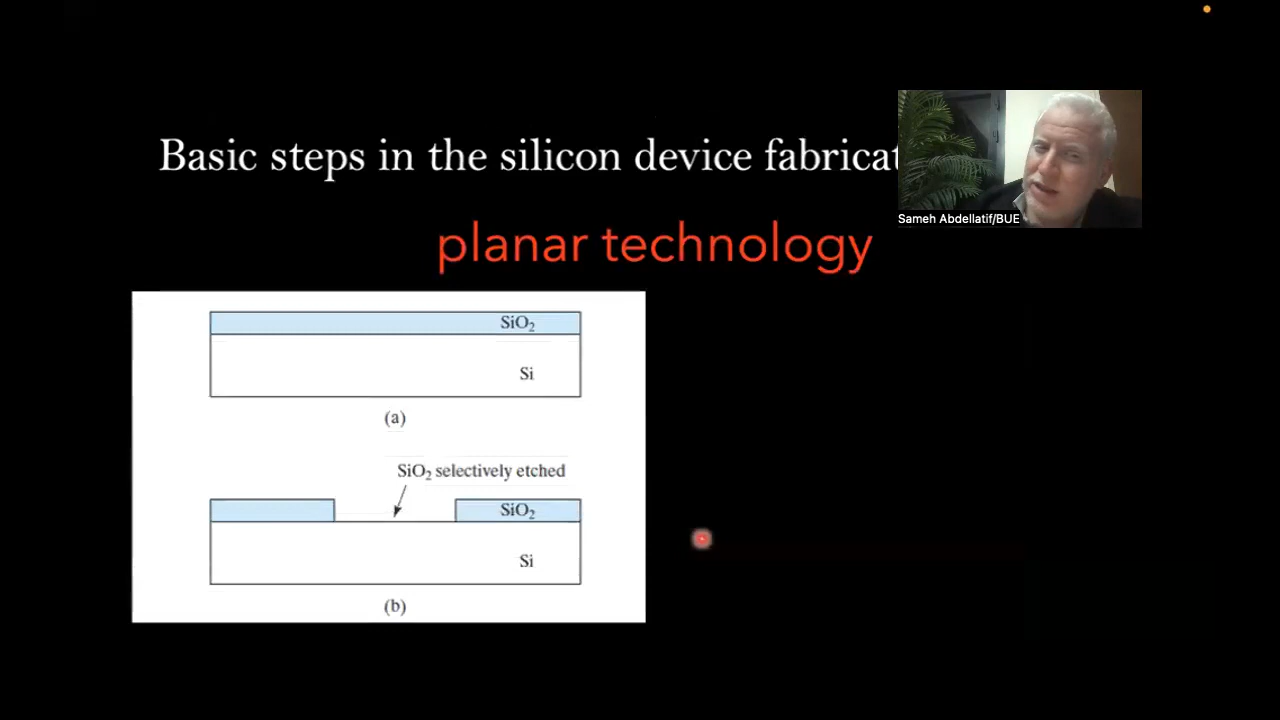 Basic steps in the silicon device fabricat
planar technology
SiO₂
Si
(a)
SiO₂ selectively etched
SiO₂
Si
(b)
Sameh Abdellatif/BUE